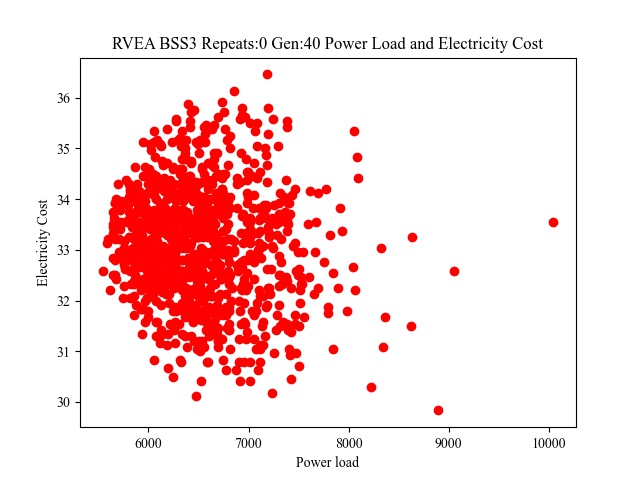 RVEA BSS3 Repeats:0 Gen:40 Power Load and Electricity Cost
36
35
34
33
32
31
30
Electricity Cost
6000 7000 8000 9000 10000
Power load